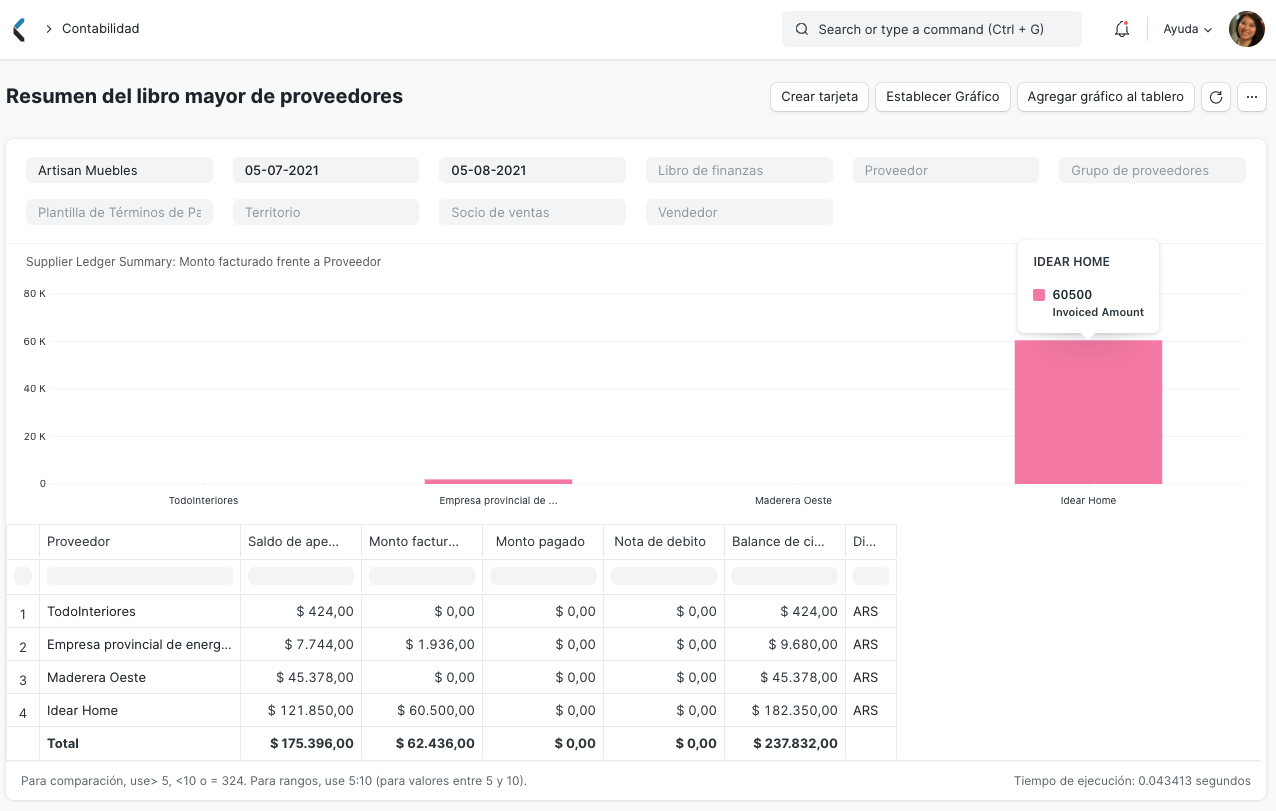 Contabilidad
Search or type a command (Ctrl + G)
Ayuda
Resumen del libro mayor de proveedores
Crear tarjeta
Establecer Gráfico
Agregar gráfico al tablero
Artisan Muebles
05-07-2021
05-08-2021
Libro de finanzas
Proveedor
Grupo de proveedores
Plantilla de Términos de Pa
Territorio
Socio de ventas
Vendedor
Supplier Ledger Summary: Monto facturado frente a Proveedor
IDEAR HOME
60500
Invoiced Amount
80 K
60 K
40 K
20 K
0
TodoInteriores
Empresa provincial de ...
Maderera Oeste
Idear Home
Proveedor Saldo de ape... Monto factur... Monto pagado Nota de debito Balance de ci... Di...
1 TodoInteriores $ 424,00 $ 0,00 $ 0,00 $ 0,00 $ 424,00 ARS
2 Empresa provincial de energ... $ 7.744,00 $ 1.936,00 $ 0,00 $ 0,00 $ 9.680,00 ARS
3 Maderera Oeste $ 45.378,00 $ 0,00 $ 0,00 $ 0,00 $ 45.378,00 ARS
4 Idear Home $ 121.850,00 $ 60.500,00 $ 0,00 $ 0,00 $ 182.350,00 ARS
Total $ 175.396,00 $ 62.436,00 $ 0,00 $ 0,00 $ 237.832,00
Para comparación, use> 5, <10 o = 324. Para rangos, use 5:10 (para valores entre 5 y 10).
Tiempo de ejecución: 0.043413 segundos